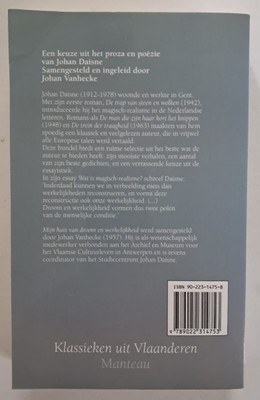 Een keuze uit het proza en poëzie
van Johan Daisne
Samengesteld en ingeleid door
Johan Vanhecke
Johan Daisne (1912-1978) woonde en werkte in Gent.
Met zijn eerste roman, De trap van steen en wolken (1942),
introduceerde hij het magisch-realisme in de Nederlandse
letteren. Romans als De man die zijn haar kort liet knippen
(1948) en De trein der traagheid (1963) maakten van hem
spoedig een klassiek en veelgelezen auteur, die in vrijwel
alle Europese talen werd vertaald.
Deze bundel biedt een ruime selectie uit het beste wat de
auteur te bieden heeft: zijn mooiste verhalen, een aantal
van zijn beste gedichten, en een verrassende keuze uit de
essayistiek.
In zijn essay Wat is magisch-realisme? schreef Daisne:
'Inderdaad kunnen we in verbeelding niets dan
werkelijkheden reconstrueren, en vormt deze
reconstructie ook onze werkelijkheid. (...)
Droom en werkelijkheid vormen dus twee polen
van de menselijke conditie.'
Mijn huis van droom en werkelijkheid werd samengesteld
door Johan Vanhecke (1957). Hij is als wetenschappelijk
medewerker verbonden aan het Archief en Museum voor
het Vlaamse Cultuurleven in Antwerpen en is tevens
coördinator van het Studiecentrum Johan Daisne.
ISBN 90-223-1475-8
9 789022 314753
Klassieken uit Vlaanderen
Manteau